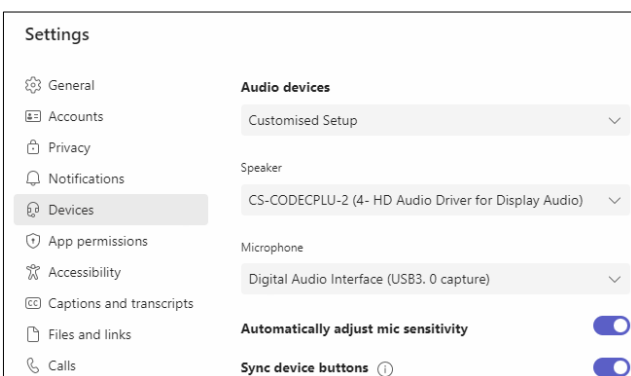 Settings
General
Accounts
Privacy
Notifications
Devices
App permissions
Accessibility
CC Captions and transcripts
Files and links
Calls
Audio devices
Customised Setup
Speaker
CS-CODECPLU-2 (4- HD Audio Driver for Display Audio)
Microphone
Digital Audio Interface (USB3. 0 capture)
Automatically adjust mic sensitivity
Sync device buttons